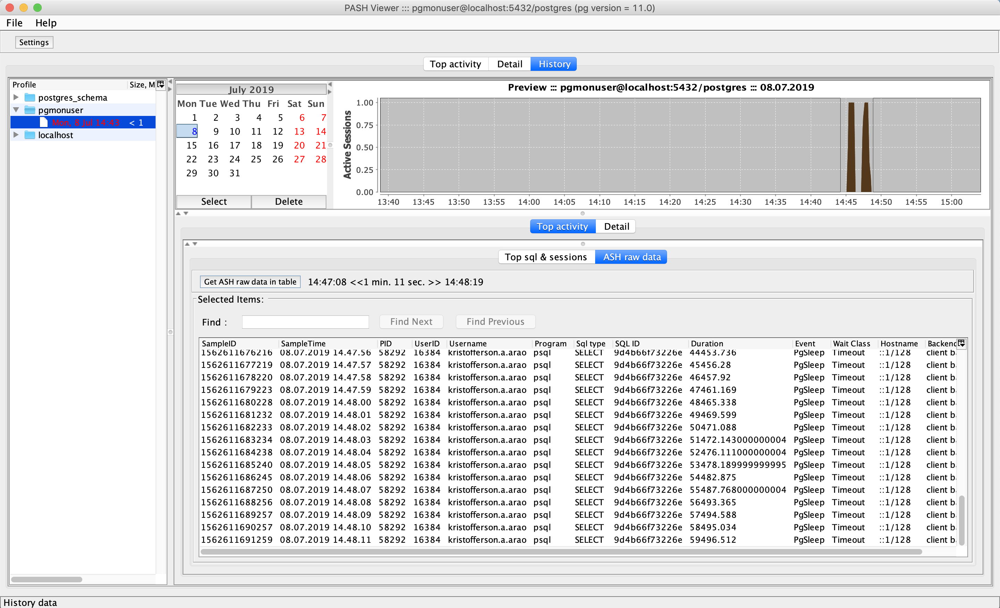 PASH Viewer ::: pgmonuser@localhost:5432/postgres (pg version = 11.0)
File Help
Settings
Top activity Detail History
Profile Size, M
postgres_schema
pgmonuser
Mon, 8 Jul 14:43 < 1
localhost
July 2019
Mon Tue Wed Thu Fri Sat Sun
1 2 3 4 5 6 7
8 9 10 11 12 13 14
15 16 17 18 19 20 21
22 23 24 25 26 27 28
29 30 31
Select Delete
Preview ::: pgmonuser@localhost:5432/postgres ::: 08.07.2019
Active Sessions
1.00
0.75
0.50
0.25
0.00
13:40 13:45 13:50 13:55 14:00 14:05 14:10 14:15 14:20 14:25 14:30 14:35 14:40 14:45 14:50 14:55 15:00
Top activity Detail
Top sql & sessions ASH raw data
Get ASH raw data in table 14:47:08 <<1 min. 11 sec. >> 14:48:19
Selected Items:
Find : Find Next Find Previous
SampleID SampleTime PID UserID Username Program Sql type SQL ID Duration Event Wait Class Hostname Backend
1562611676216 08.07.2019 14.47.56 58292 16384 kristofferson.a.arao psql SELECT 9d4b66f73226e 44453.736 PgSleep Timeout ::1/128 client ba
1562611677219 08.07.2019 14.47.57 58292 16384 kristofferson.a.arao psql SELECT 9d4b66f73226e 45456.28 PgSleep Timeout ::1/128 client ba
1562611678220 08.07.2019 14.47.58 58292 16384 kristofferson.a.arao psql SELECT 9d4b66f73226e 46457.92 PgSleep Timeout ::1/128 client ba
1562611679223 08.07.2019 14.47.59 58292 16384 kristofferson.a.arao psql SELECT 9d4b66f73226e 47461.169 PgSleep Timeout ::1/128 client ba
1562611680228 08.07.2019 14.48.00 58292 16384 kristofferson.a.arao psql SELECT 9d4b66f73226e 48465.338 PgSleep Timeout ::1/128 client ba
1562611681232 08.07.2019 14.48.01 58292 16384 kristofferson.a.arao psql SELECT 9d4b66f73226e 49469.599 PgSleep Timeout ::1/128 client ba
1562611682233 08.07.2019 14.48.02 58292 16384 kristofferson.a.arao psql SELECT 9d4b66f73226e 50471.088 PgSleep Timeout ::1/128 client ba
1562611683234 08.07.2019 14.48.03 58292 16384 kristofferson.a.arao psql SELECT 9d4b66f73226e 51472.143000000004 PgSleep Timeout ::1/128 client ba
1562611684238 08.07.2019 14.48.04 58292 16384 kristofferson.a.arao psql SELECT 9d4b66f73226e 52476.111000000004 PgSleep Timeout ::1/128 client ba
1562611685240 08.07.2019 14.48.05 58292 16384 kristofferson.a.arao psql SELECT 9d4b66f73226e 53478.189999999995 PgSleep Timeout ::1/128 client ba
1562611686245 08.07.2019 14.48.06 58292 16384 kristofferson.a.arao psql SELECT 9d4b66f73226e 54482.875 PgSleep Timeout ::1/128 client ba
1562611687250 08.07.2019 14.48.07 58292 16384 kristofferson.a.arao psql SELECT 9d4b66f73226e 55487.768000000004 PgSleep Timeout ::1/128 client ba
1562611688256 08.07.2019 14.48.08 58292 16384 kristofferson.a.arao psql SELECT 9d4b66f73226e 56493.365 PgSleep Timeout ::1/128 client ba
1562611689257 08.07.2019 14.48.09 58292 16384 kristofferson.a.arao psql SELECT 9d4b66f73226e 57494.588 PgSleep Timeout ::1/128 client ba
1562611690257 08.07.2019 14.48.10 58292 16384 kristofferson.a.arao psql SELECT 9d4b66f73226e 58495.034 PgSleep Timeout ::1/128 client ba
1562611691259 08.07.2019 14.48.11 58292 16384 kristofferson.a.arao psql SELECT 9d4b66f73226e 59496.512 PgSleep Timeout ::1/128 client ba
History data